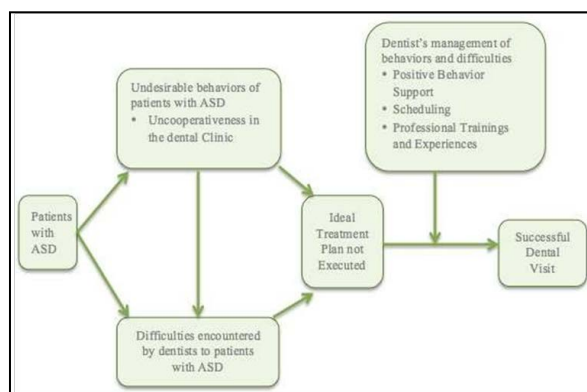 Dentist's management of
behaviors and difficulties
• Positive Behavior
Support
• Scheduling
• Professional Trainings
and Experiences
Undesirable behaviors of
patients with ASD
• Uncooperativeness in
the dental Clinic
Patients
with
ASD
Ideal
Treatment
Plan not
Executed
Successful
Dental
Visit
Difficulties encountered
by dentists to patients
with ASD